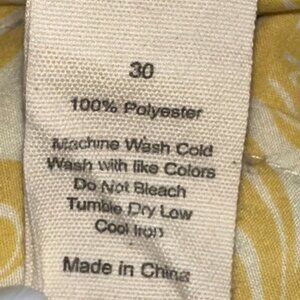 30
100% Polyester
Machine Wash Cold
Wash with like Colors
Do Not Bleach
Tumble Dry Low
Cool Iron
Made in China